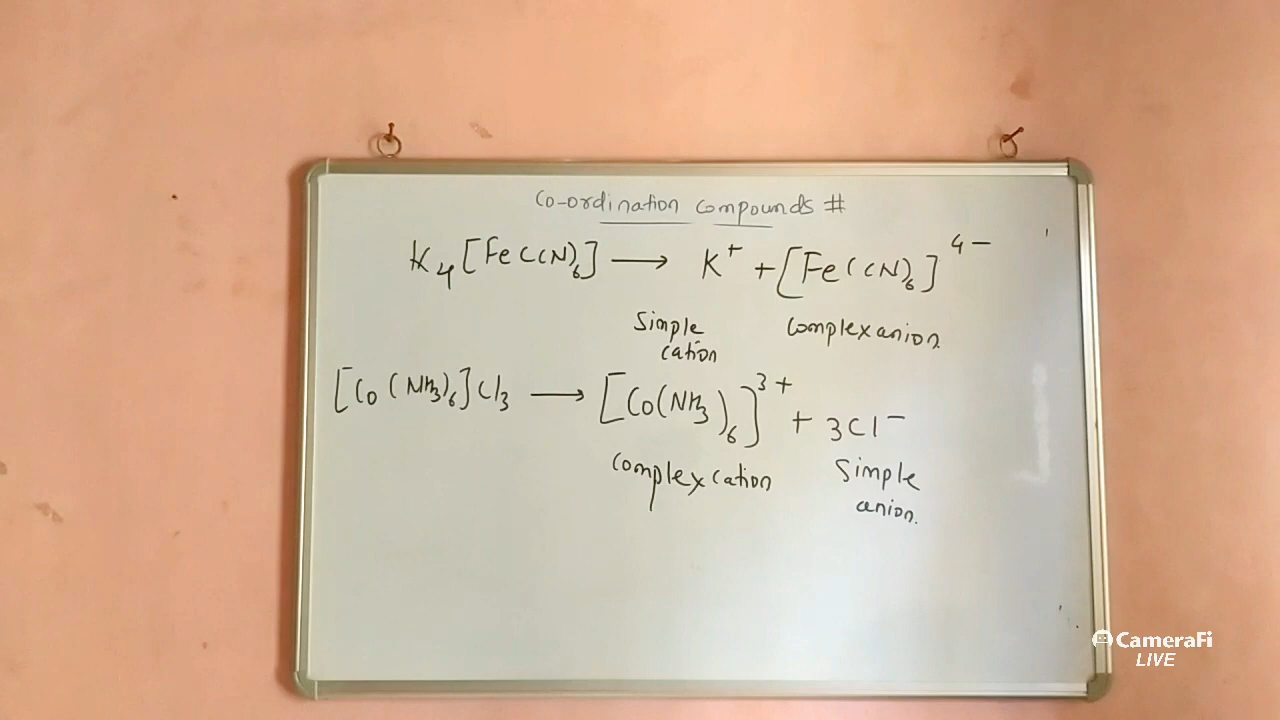 Co-ordination compounds #
K₄[Fe(CN)₆] ⟶ K⁺ + [Fe(CN)₆]⁴⁻
Simple cation
Complex anion.
[Co(NH₃)₆]Cl₃ ⟶ [Co(NH₃)₆]³⁺ + 3Cl⁻
Complex cation
Simple anion.
CameraFi
LIVE